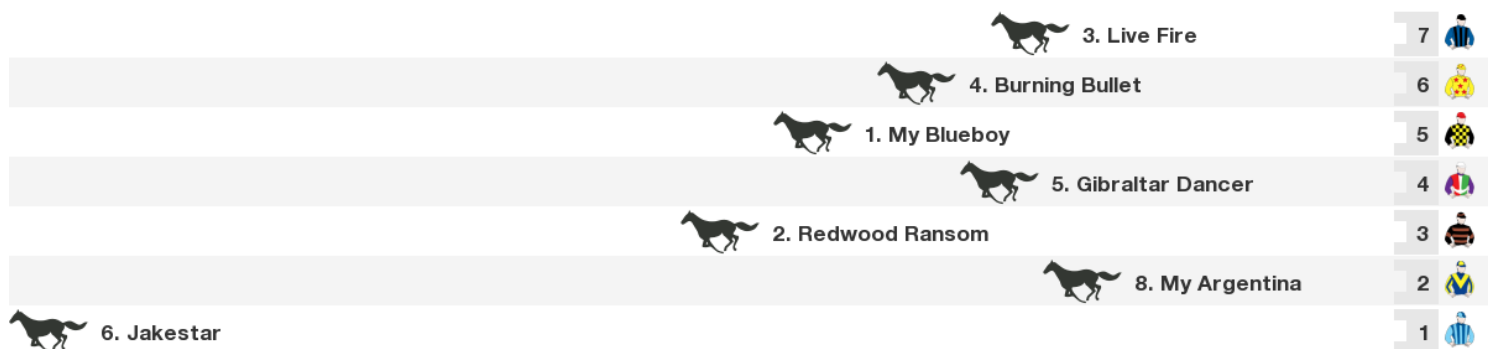 3. Live Fire 7
4. Burning Bullet 6
1. My Blueboy 5
5. Gibraltar Dancer 4
2. Redwood Ransom 3
8. My Argentina 2
6. Jakestar 1